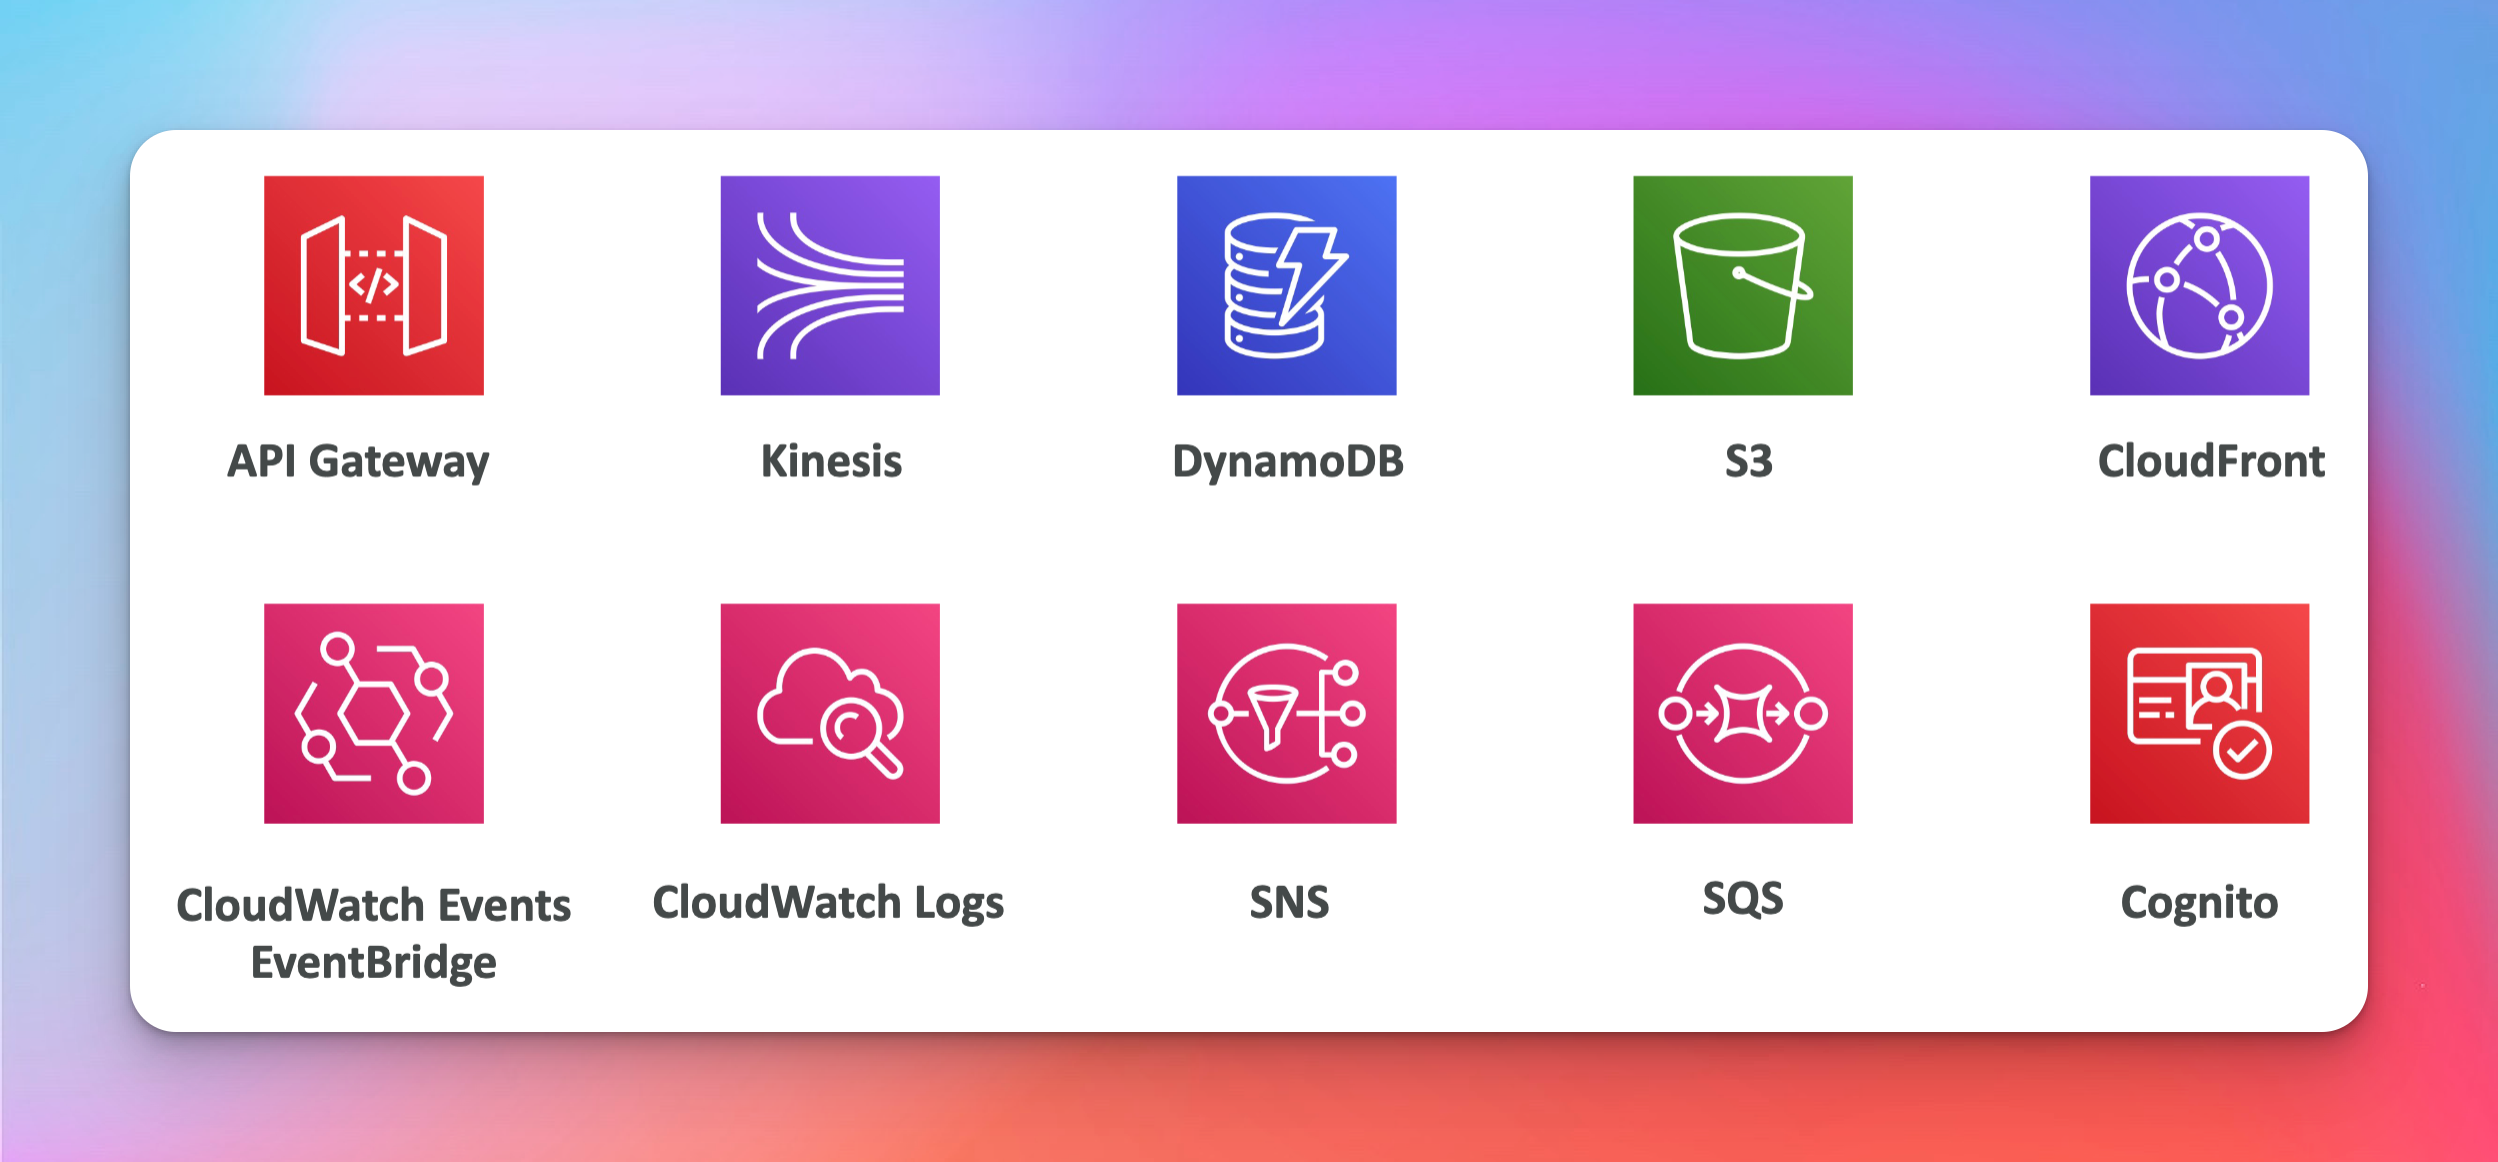 API Gateway
Kinesis
DynamoDB
S3
CloudFront
CloudWatch Events
EventBridge
CloudWatch Logs
SNS
SQS
Cognito